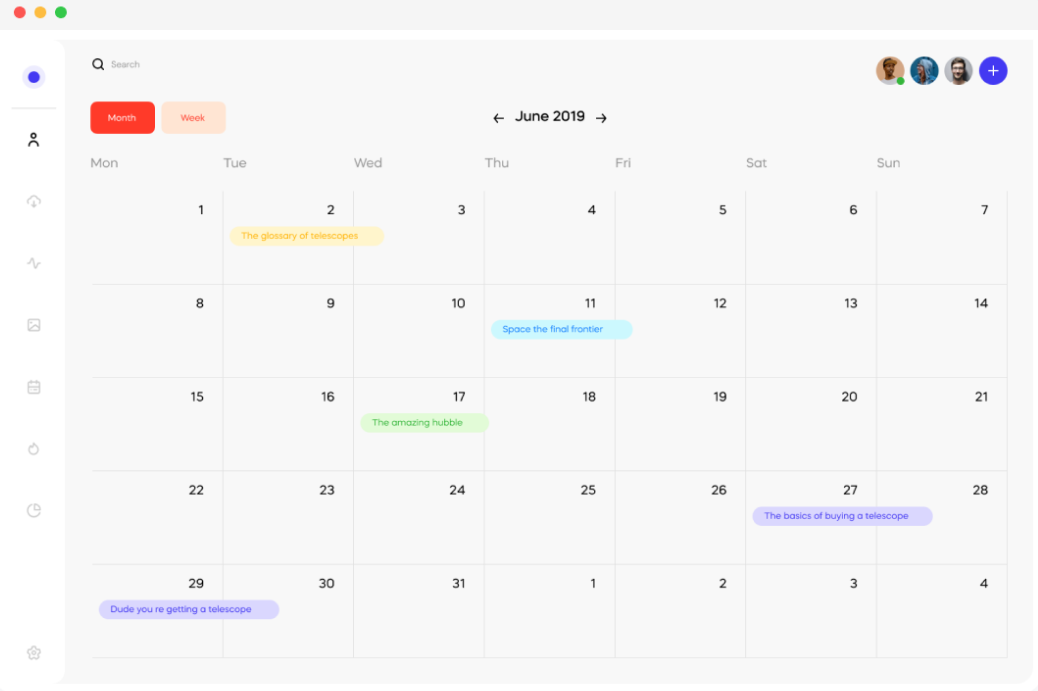 Search
Month Week
June 2019
Mon Tue Wed Thu Fri Sat Sun
1 2 3 4 5 6 7
The glossary of telescopes
8 9 10 11 12 13 14
Space the final frontier
15 16 17 18 19 20 21
The amazing hubble
22 23 24 25 26 27 28
The basics of buying a telescope
29 30 31 1 2 3 4
Dude you re getting a telescope